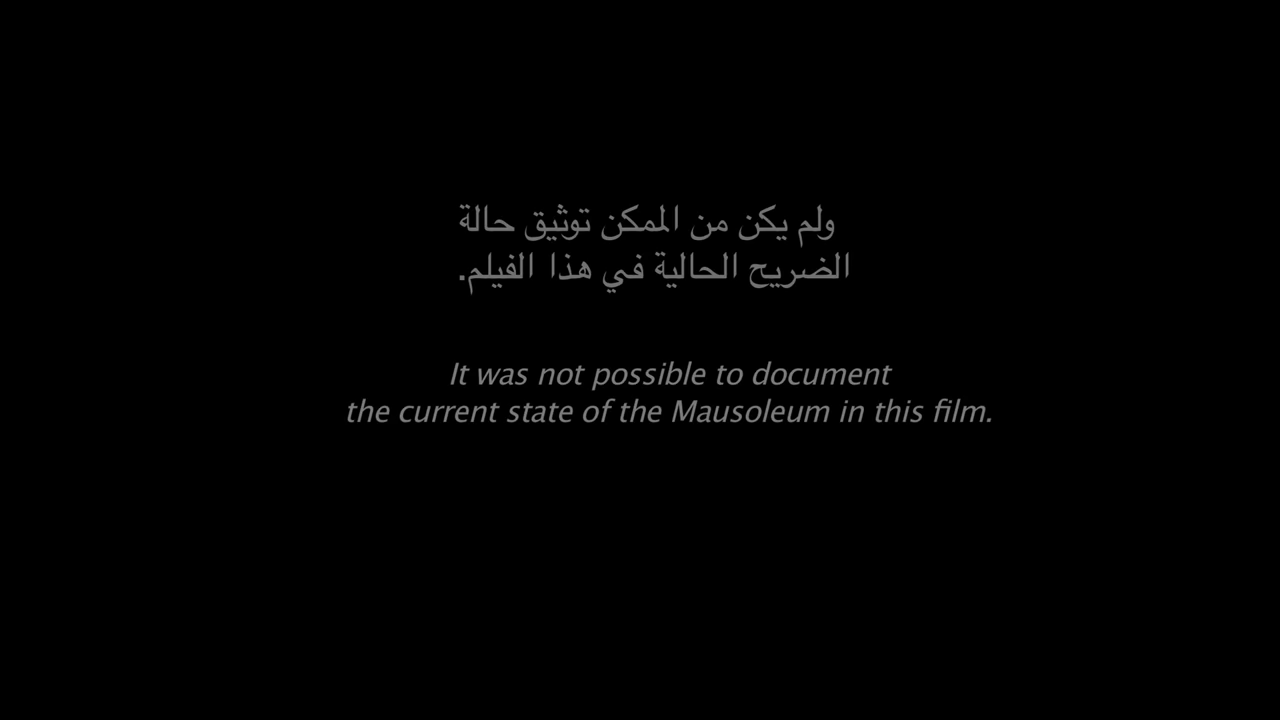 ولم يكن من الممكن توثيق حالة
الضريح الحالية في هذا الفيلم.
It was not possible to document
the current state of the Mausoleum in this film.